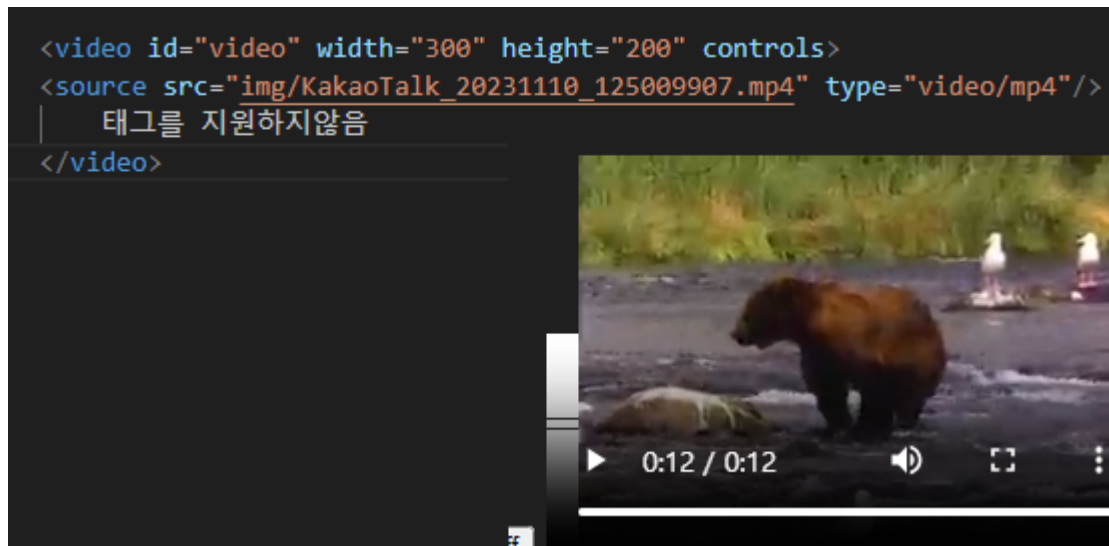 <video id="video" width="300" height="200" controls>
<source src="img/KakaoTalk_20231110_125009907.mp4" type="video/mp4"/>
태그를 지원하지않음
</video>
0:12 / 0:12